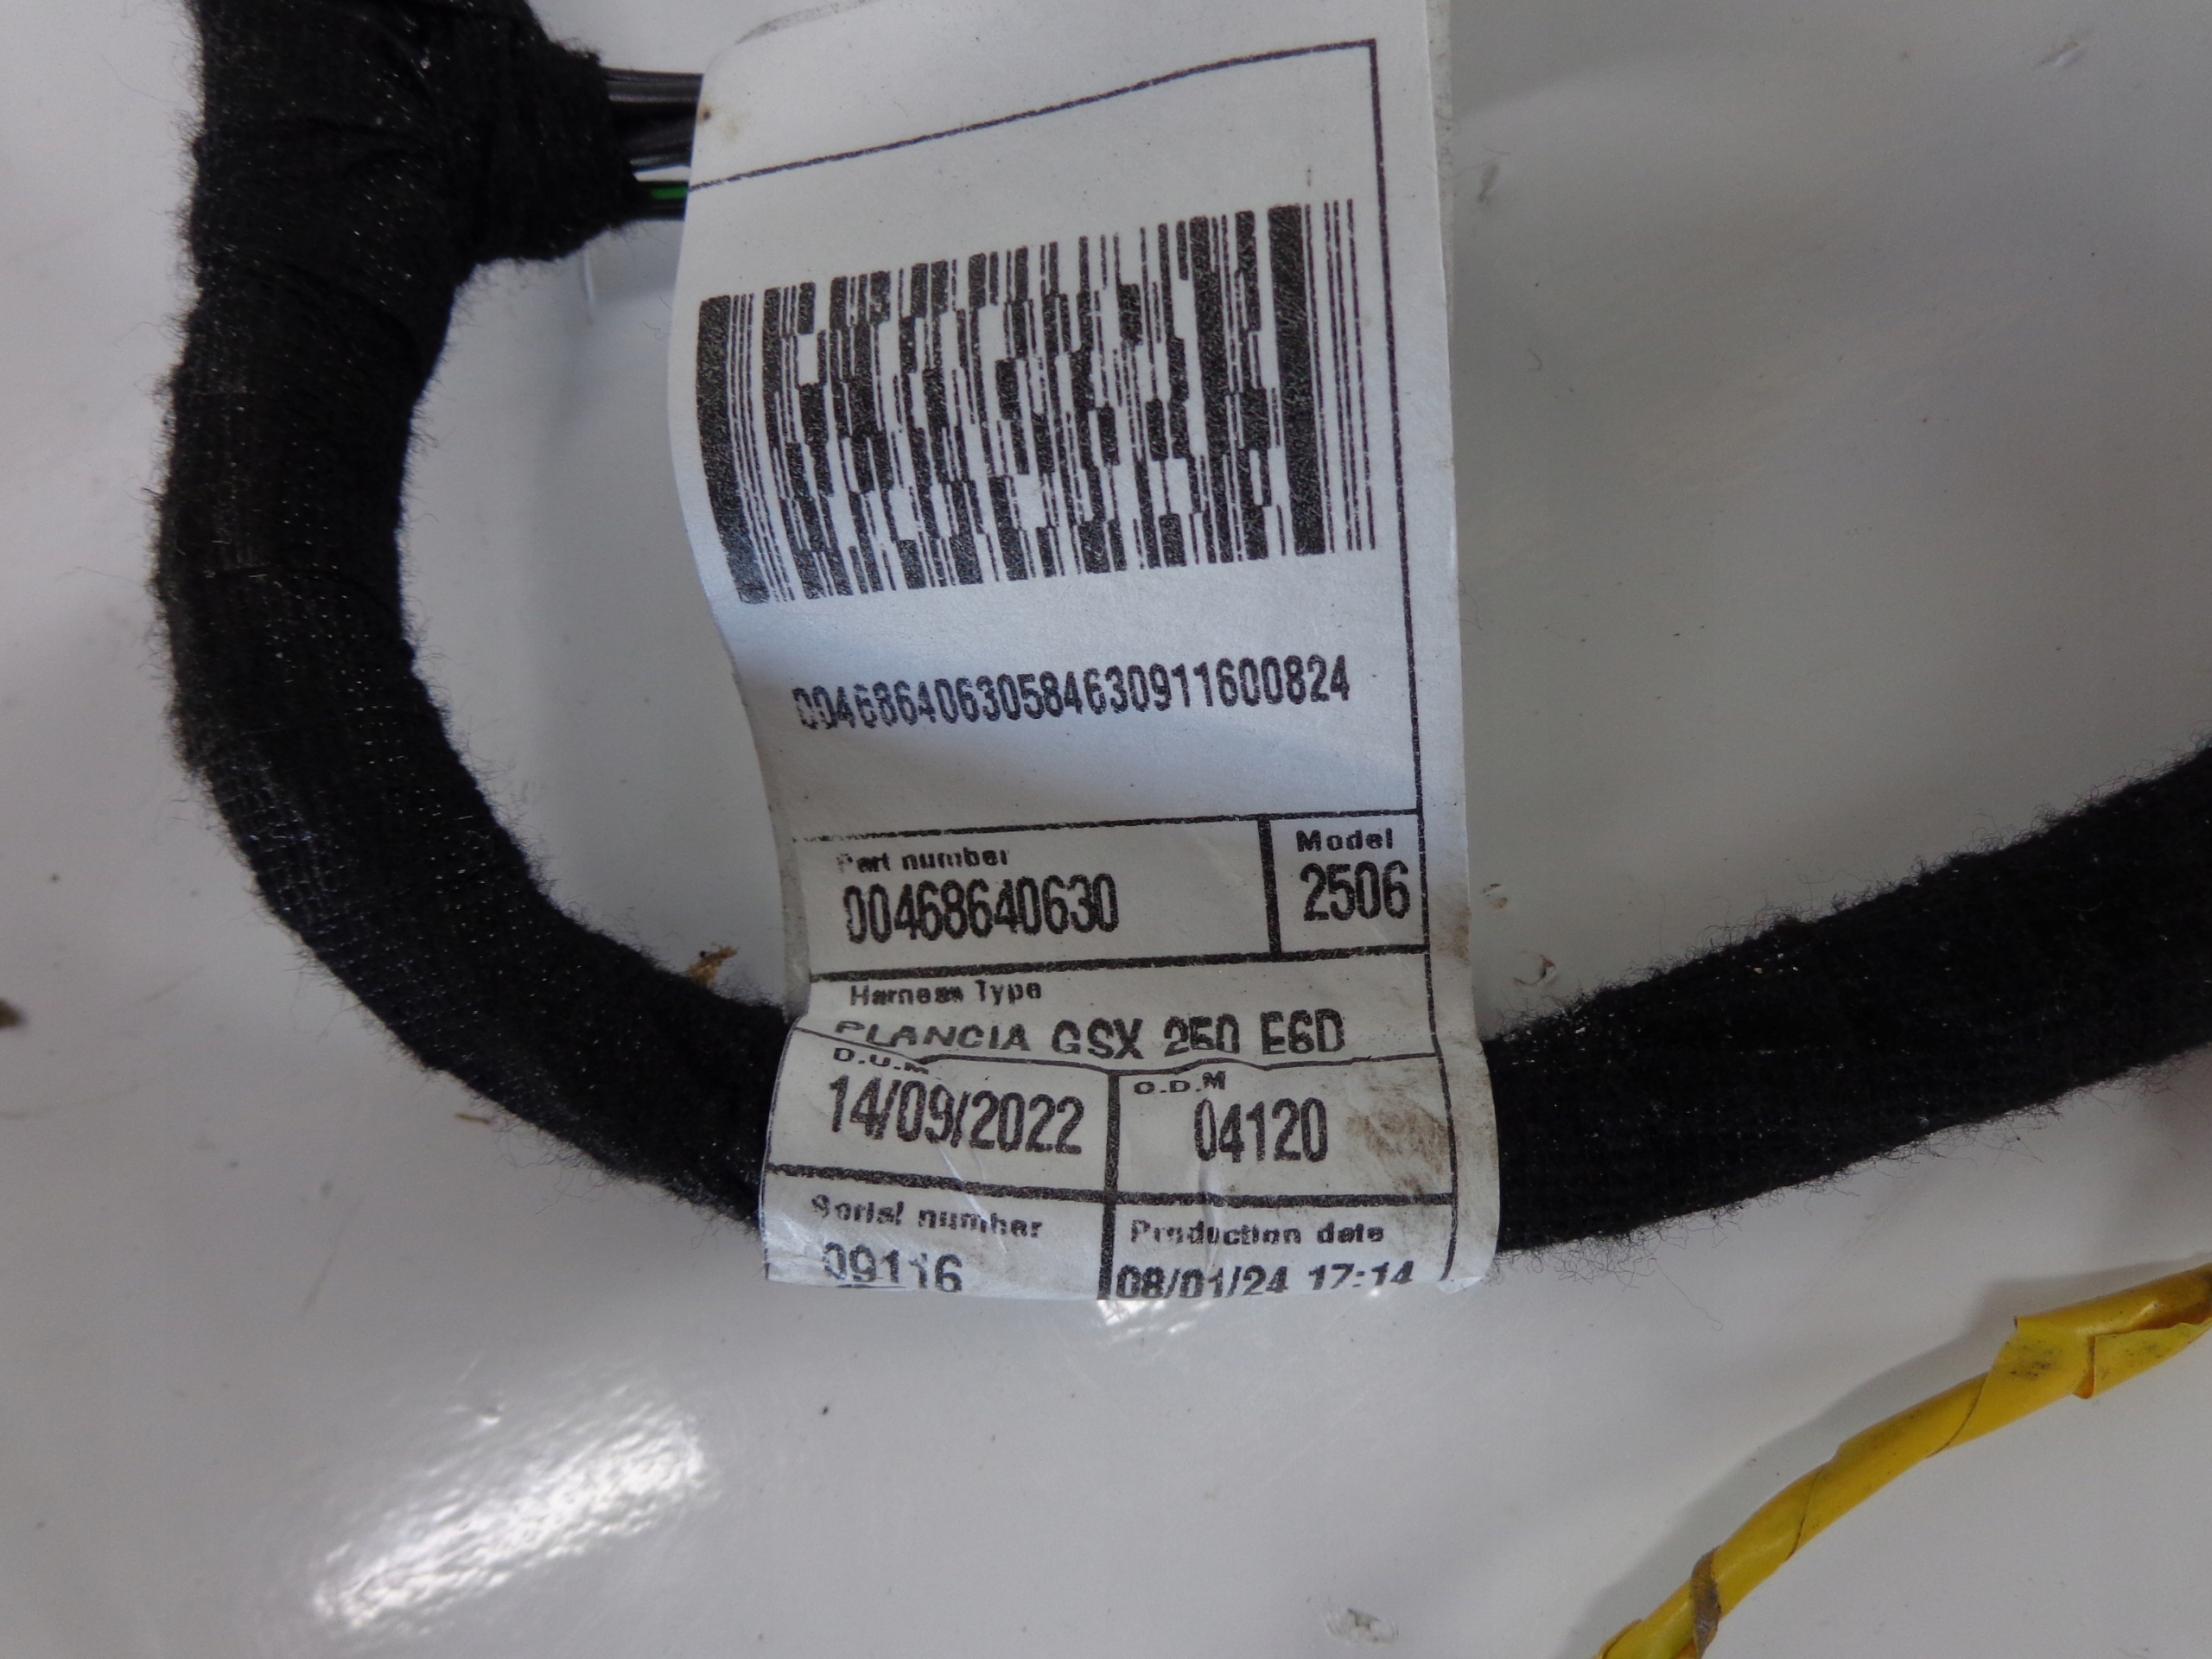 00468640630584630911600824
Part number
Model
00468640630
2506
Harness Type
PLANCIA GSX 250 E6D
D.U.M
O.D.M
14/09/2022
04120
Serial number
Production date
09116
08/01/24 17:14